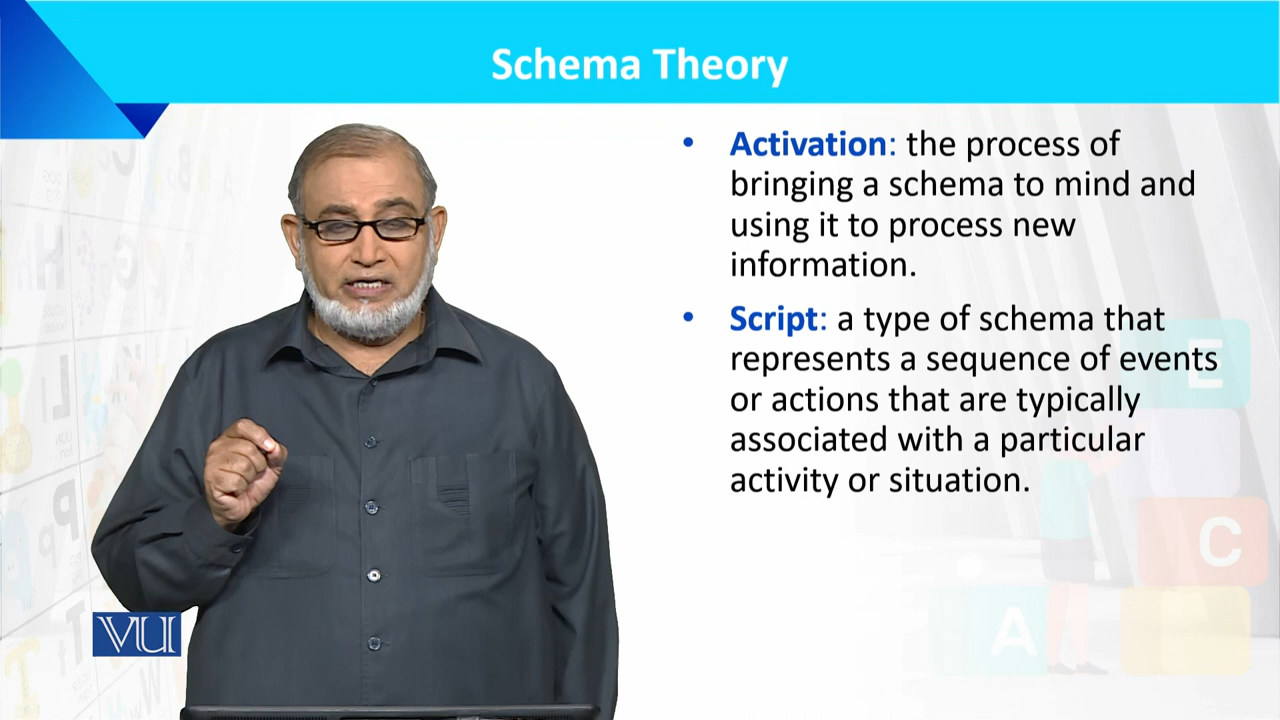 Schema Theory
• Activation: the process of
bringing a schema to mind and
using it to process new
information.
• Script: a type of schema that
represents a sequence of events
or actions that are typically
associated with a particular
activity or situation.
VU
E
C
A